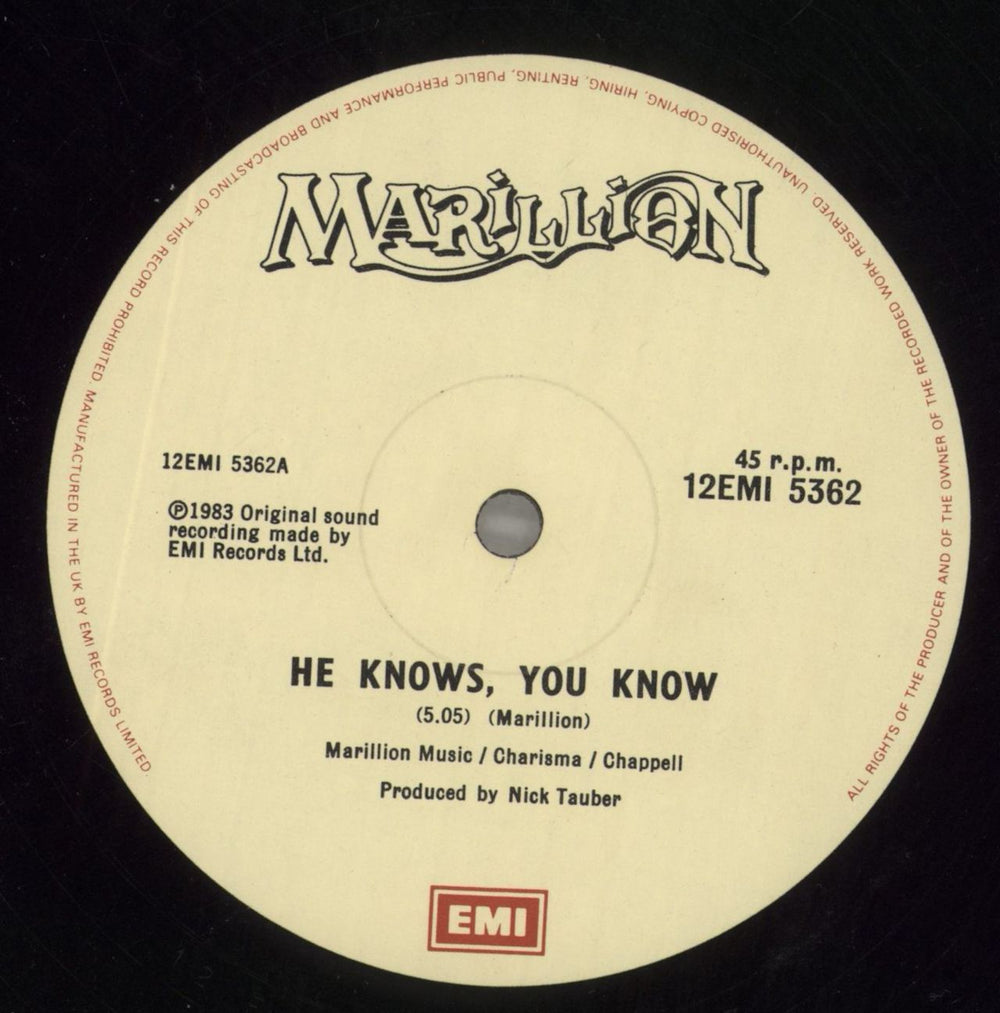 MARILLION
12EMI 5362A
℗1983 Original sound
recording made by
EMI Records Ltd.
45 r.p.m.
12EMI 5362
HE KNOWS, YOU KNOW
(5.05) (Marillion)
Marillion Music / Charisma / Chappell
Produced by Nick Tauber
EMI
ALL RIGHTS OF THE PRODUCER AND OF THE OWNER OF THE RECORDED WORK RESERVED. UNAUTHORISED COPYING, HIRING, RENTING, PUBLIC PERFORMANCE AND BROADCASTING OF THIS RECORD PROHIBITED. MANUFACTURED IN THE UK BY EMI RECORDS LIMITED.